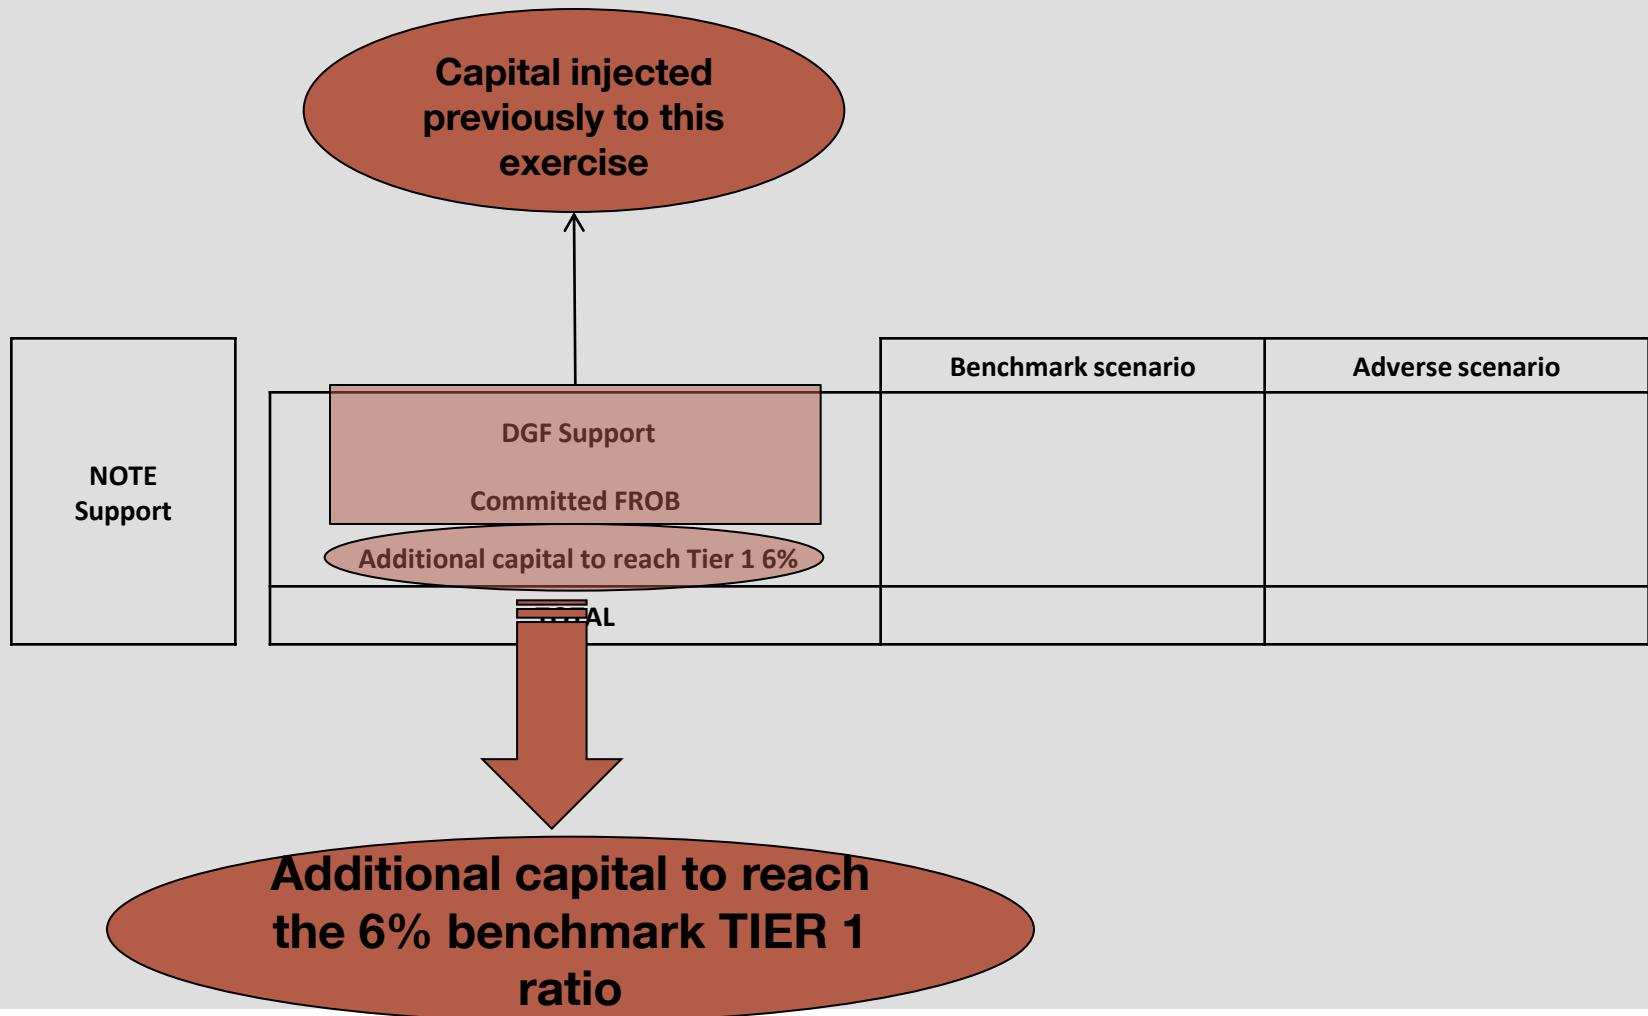 Capital injected
previously to this
exercise
Benchmark scenario
Adverse scenario
NOTE
Support
DGF Support
Committed FROB
Additional capital to reach Tier 1 6%
TOTAL
Additional capital to reach
the 6% benchmark TIER 1
ratio